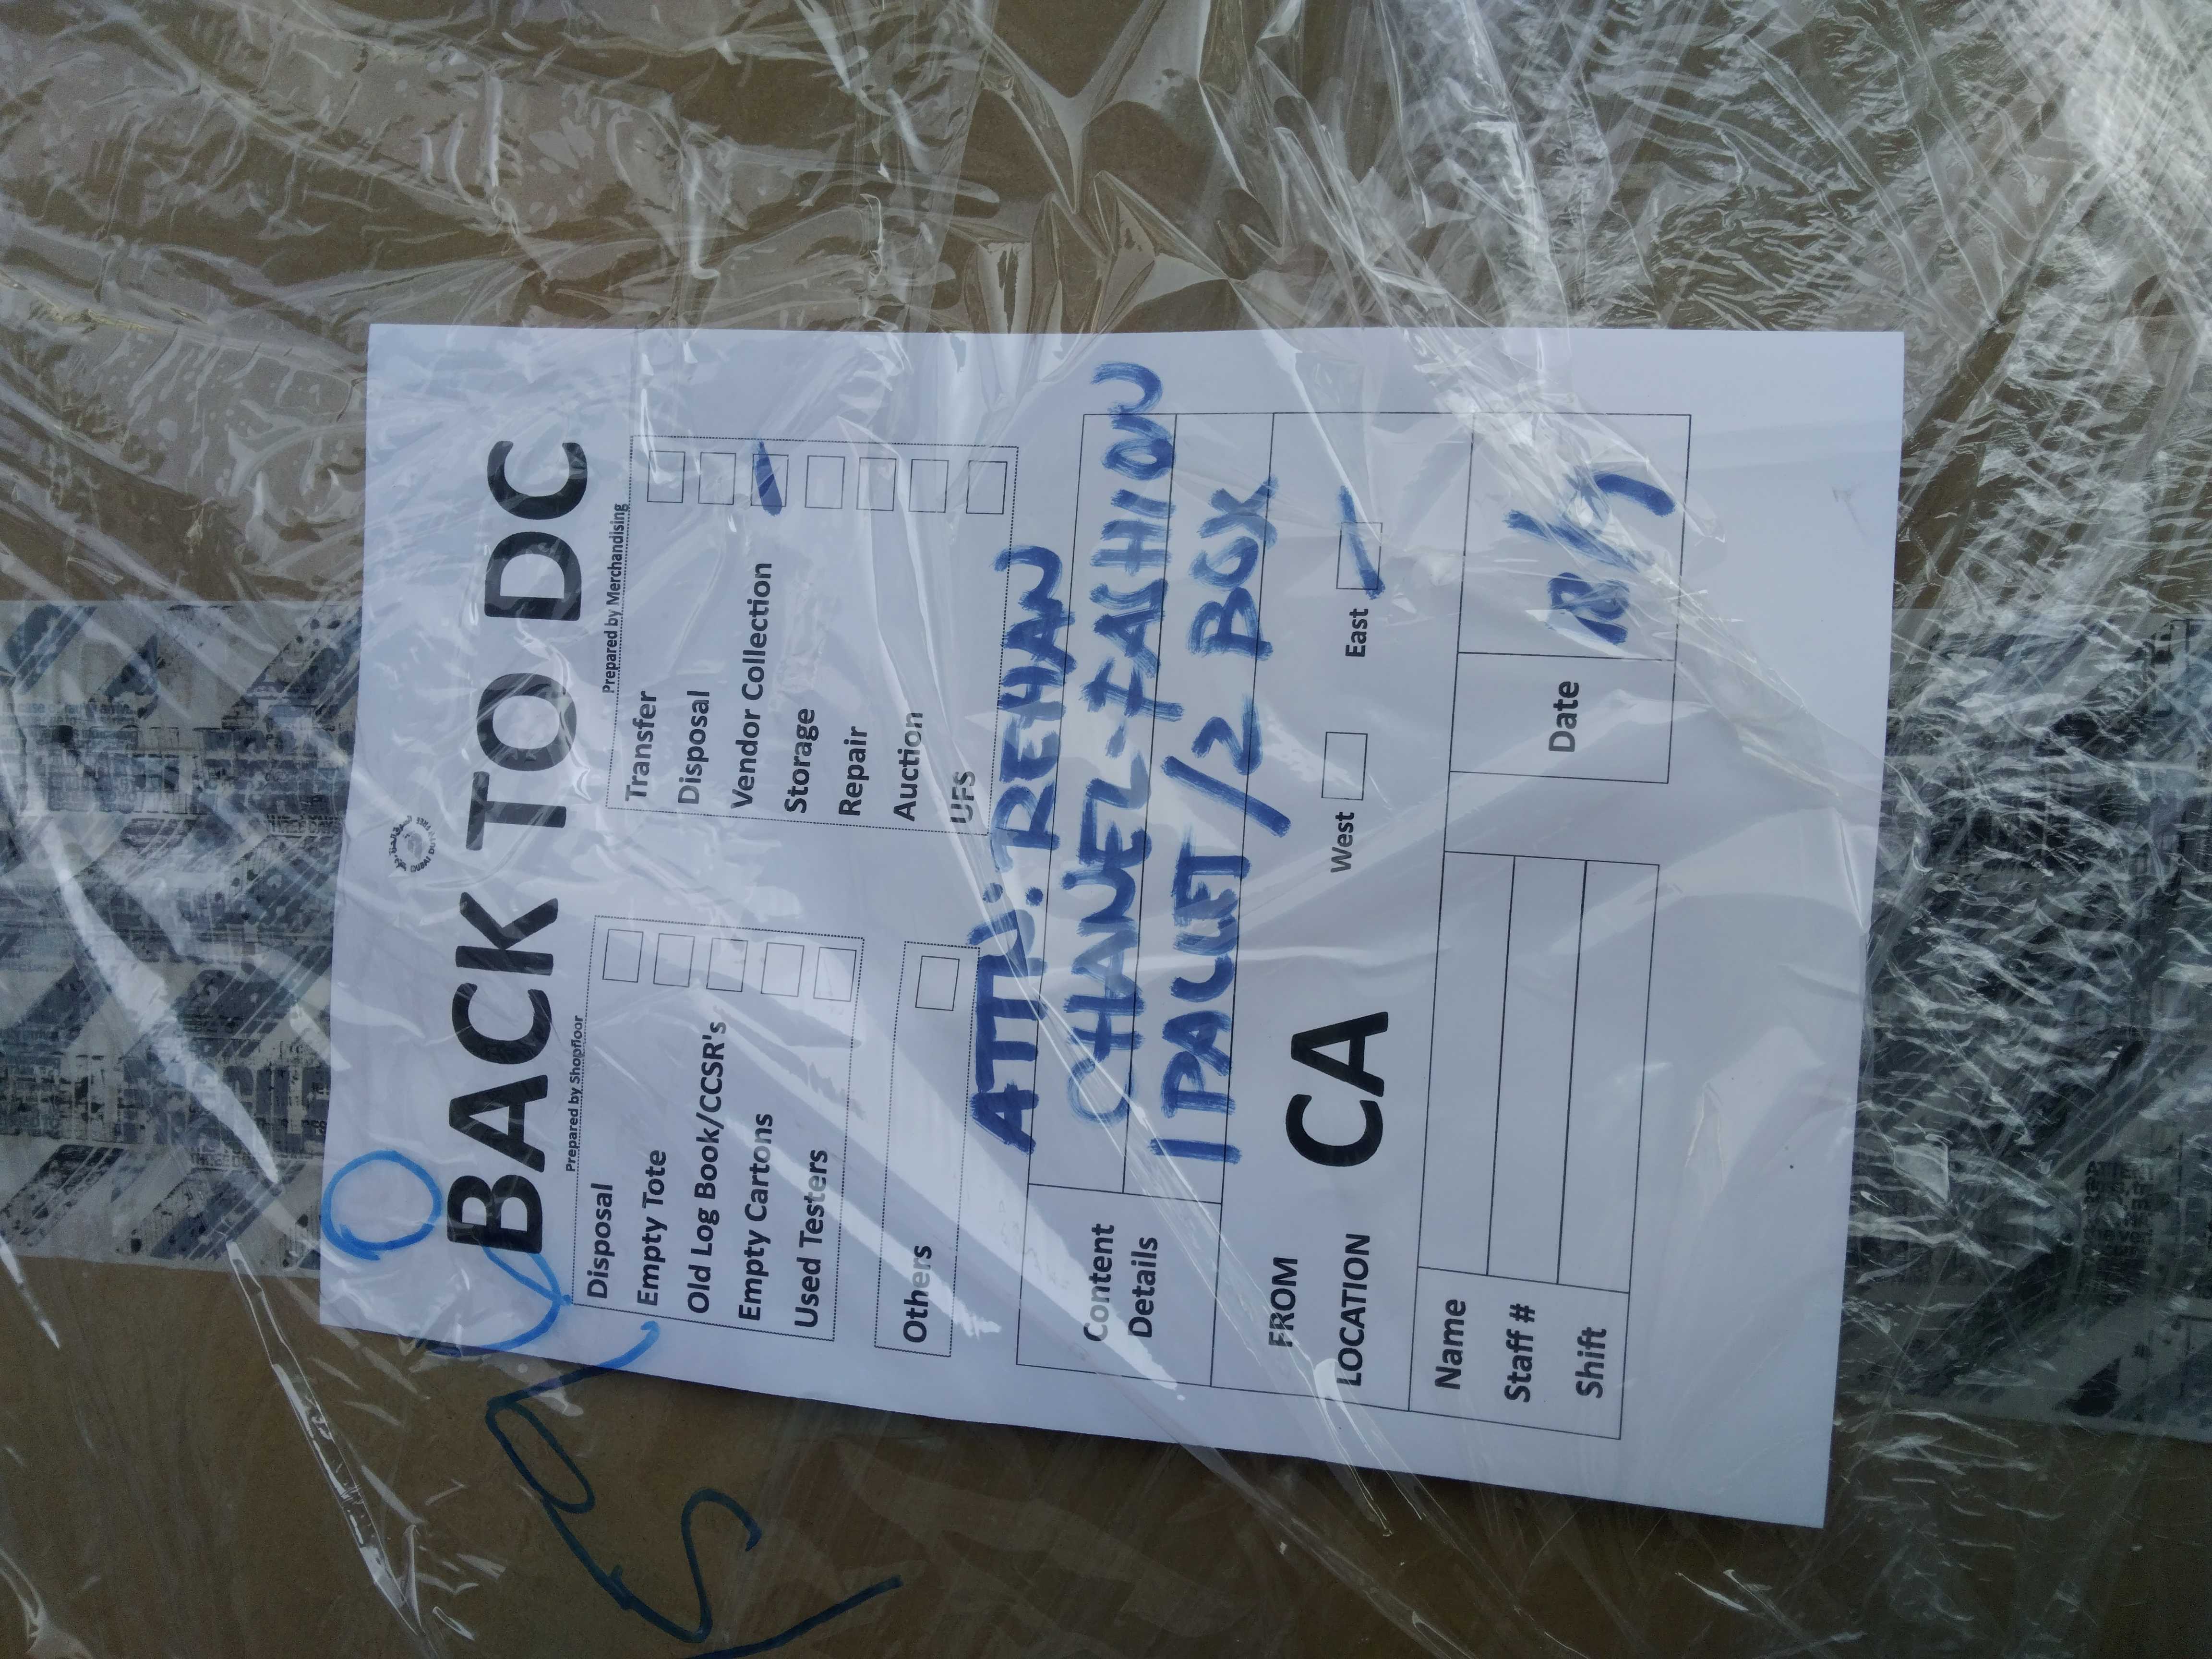 BACK TO DC
Prepared by Shopfloor
Disposal
Empty Tote
Old Log Book/CCSR's
Empty Cartons
Used Testers
Others
Prepared by Merchandising
Transfer
Disposal
Vendor Collection
Storage
Repair
Auction
UFS
ATTN: REHAN
Content Details
CHANEL-FASHION
1 PALLET / 2 BOX
FROM LOCATION
CA
West
East
Name
Staff #
Shift
Date